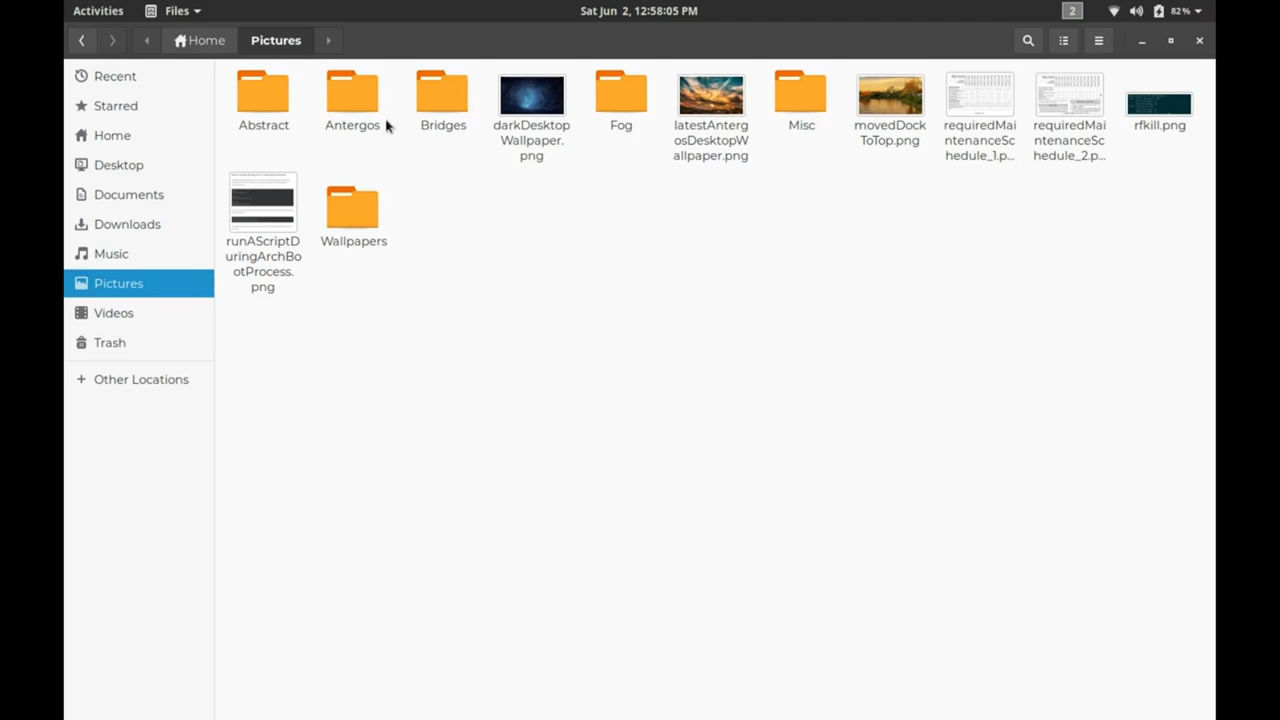 Activities Files Sat Jun 2, 12:58:05 PM 2 82%
Home Pictures
Recent
Starred
Home
Desktop
Documents
Downloads
Music
Pictures
Videos
Trash
+ Other Locations
Abstract
Antergos
Bridges
darkDesktop
Wallpaper.
png
Fog
latestAnterg
osDesktopW
allpaper.png
Misc
movedDock
ToTop.png
requiredMai
ntenanceSc
hedule_1.p...
requiredMai
ntenanceSc
hedule_2.p...
rfkill.png
runAScriptD
uringArchBo
otProcess.
png
Wallpapers